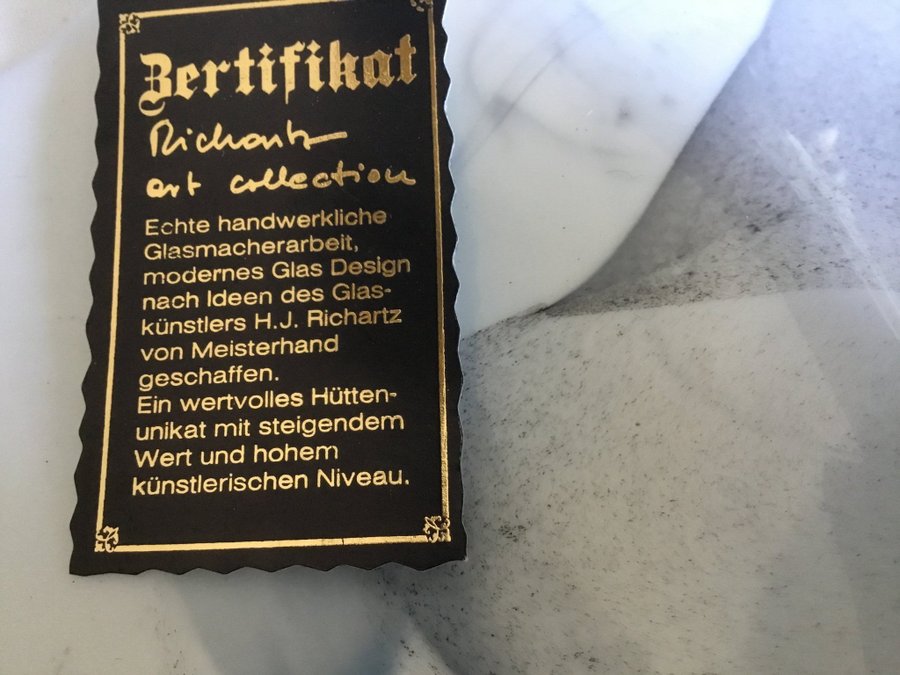 Zertifikat
Richartz
art collection
Echte handwerkliche
Glasmacherarbeit,
modernes Glas Design
nach Ideen des Glas-
künstlers H.J. Richartz
von Meisterhand
geschaffen.
Ein wertvolles Hütten-
unikat mit steigendem
Wert und hohem
künstlerischen Niveau.